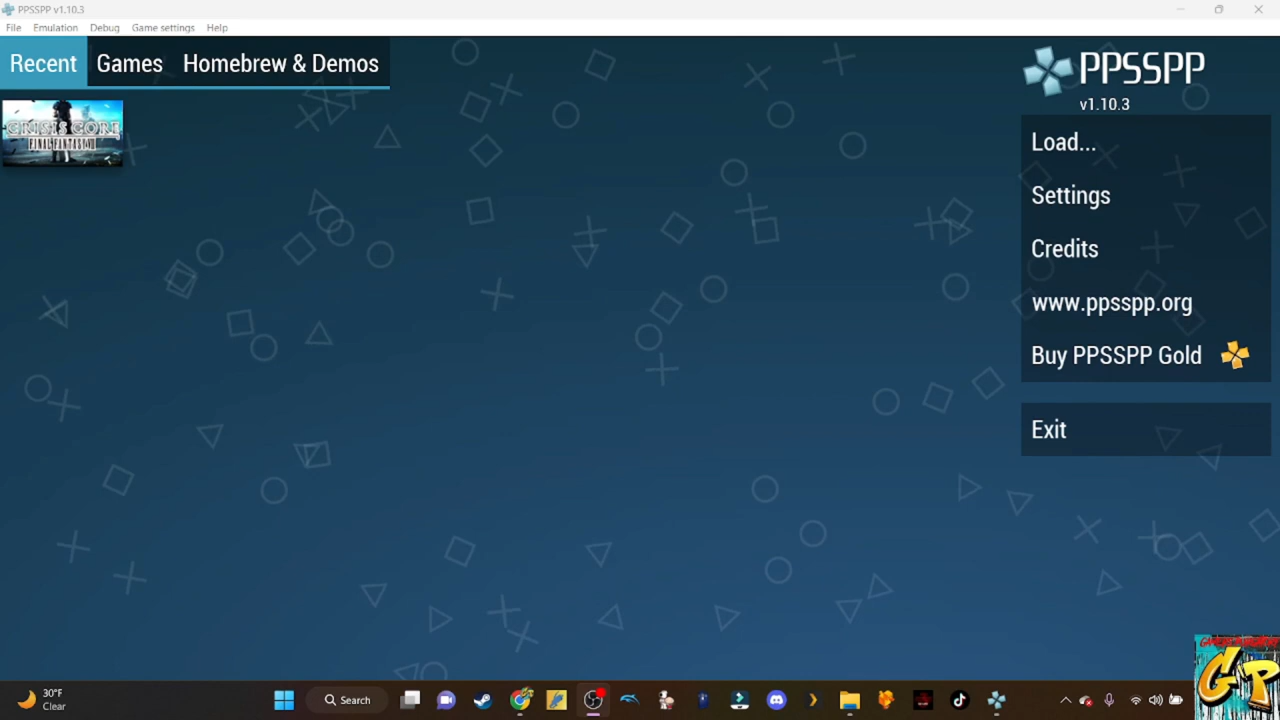 PPSSPP v1.10.3
File Emulation Debug Game settings Help
Recent Games Homebrew & Demos
CRISIS CORE
FINAL FANTASY VII
PPSSPP
v1.10.3
Load...
Settings
Credits
www.ppsspp.org
Buy PPSSPP Gold
Exit
30°F
Clear
Search
GP